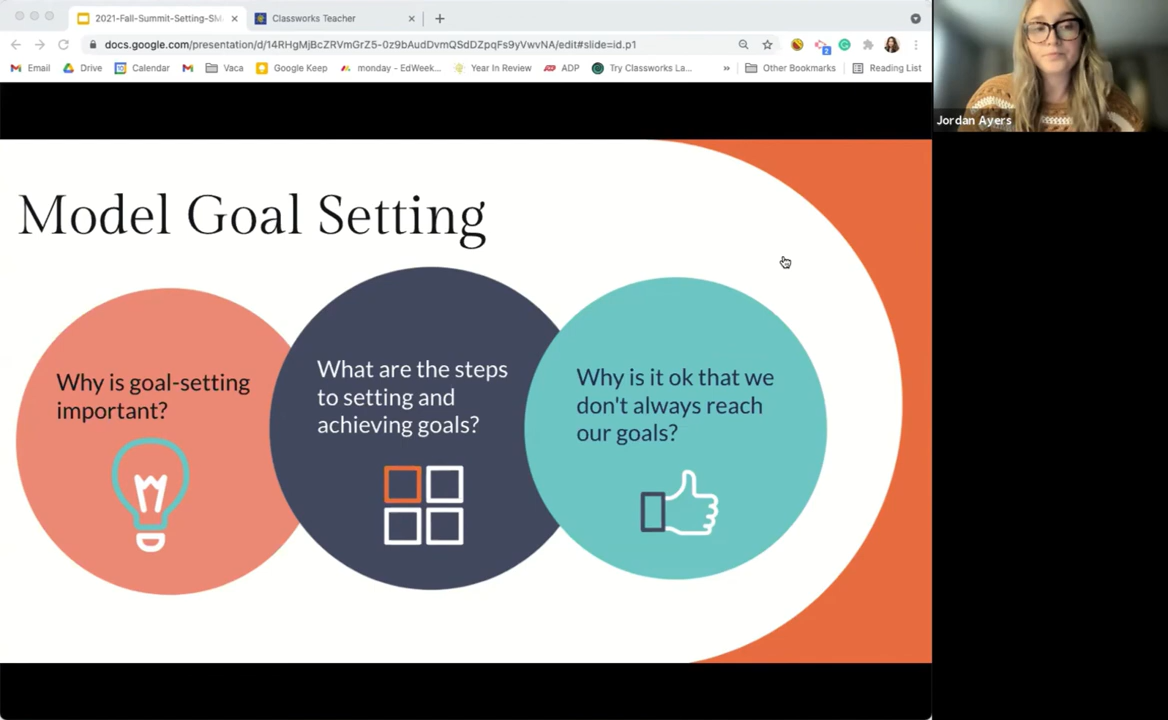 2021-Fall-Summit-Setting-SM
Classworks Teacher
docs.google.com/presentation/d/14RHgMjBcZRVmGrZ5-0z9bAudDvmQSdDZpqFs9yVwvNA/edit#slide=id.p1
Email
Drive
Calendar
Vaca
Google Keep
monday - EdWeek...
Year In Review
ADP
Try Classworks La...
»
Other Bookmarks
Reading List
Jordan Ayers
Model Goal Setting
Why is goal-setting
important?
What are the steps
to setting and
achieving goals?
Why is it ok that we
don't always reach
our goals?